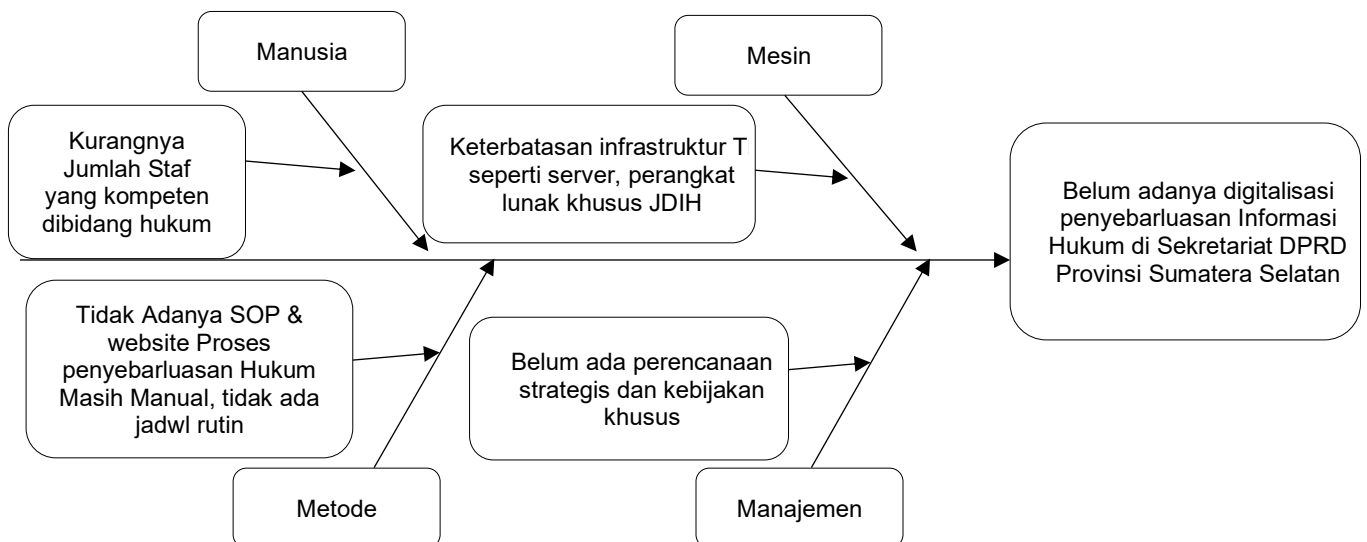 Manusia
Mesin
Kurangnya
Jumlah Staf
yang kompeten
dibidang hukum
Keterbatasan infrastruktur T
seperti server, perangkat
lunak khusus JDIH
Belum adanya digitalisasi
penyebarluasan Informasi
Hukum di Sekretariat DPRD
Provinsi Sumatera Selatan
Tidak Adanya SOP &
website Proses
penyebarluasan Hukum
Masih Manual, tidak ada
jadwl rutin
Belum ada perencanaan
strategis dan kebijakan
khusus
Metode
Manajemen